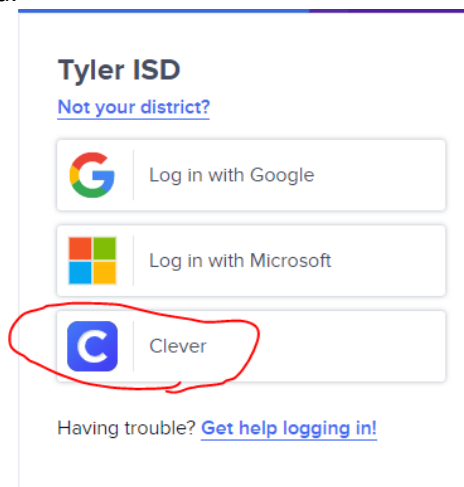 Tyler ISD
Not your district?
Log in with Google
Log in with Microsoft
C Clever
Having trouble? Get help logging in!